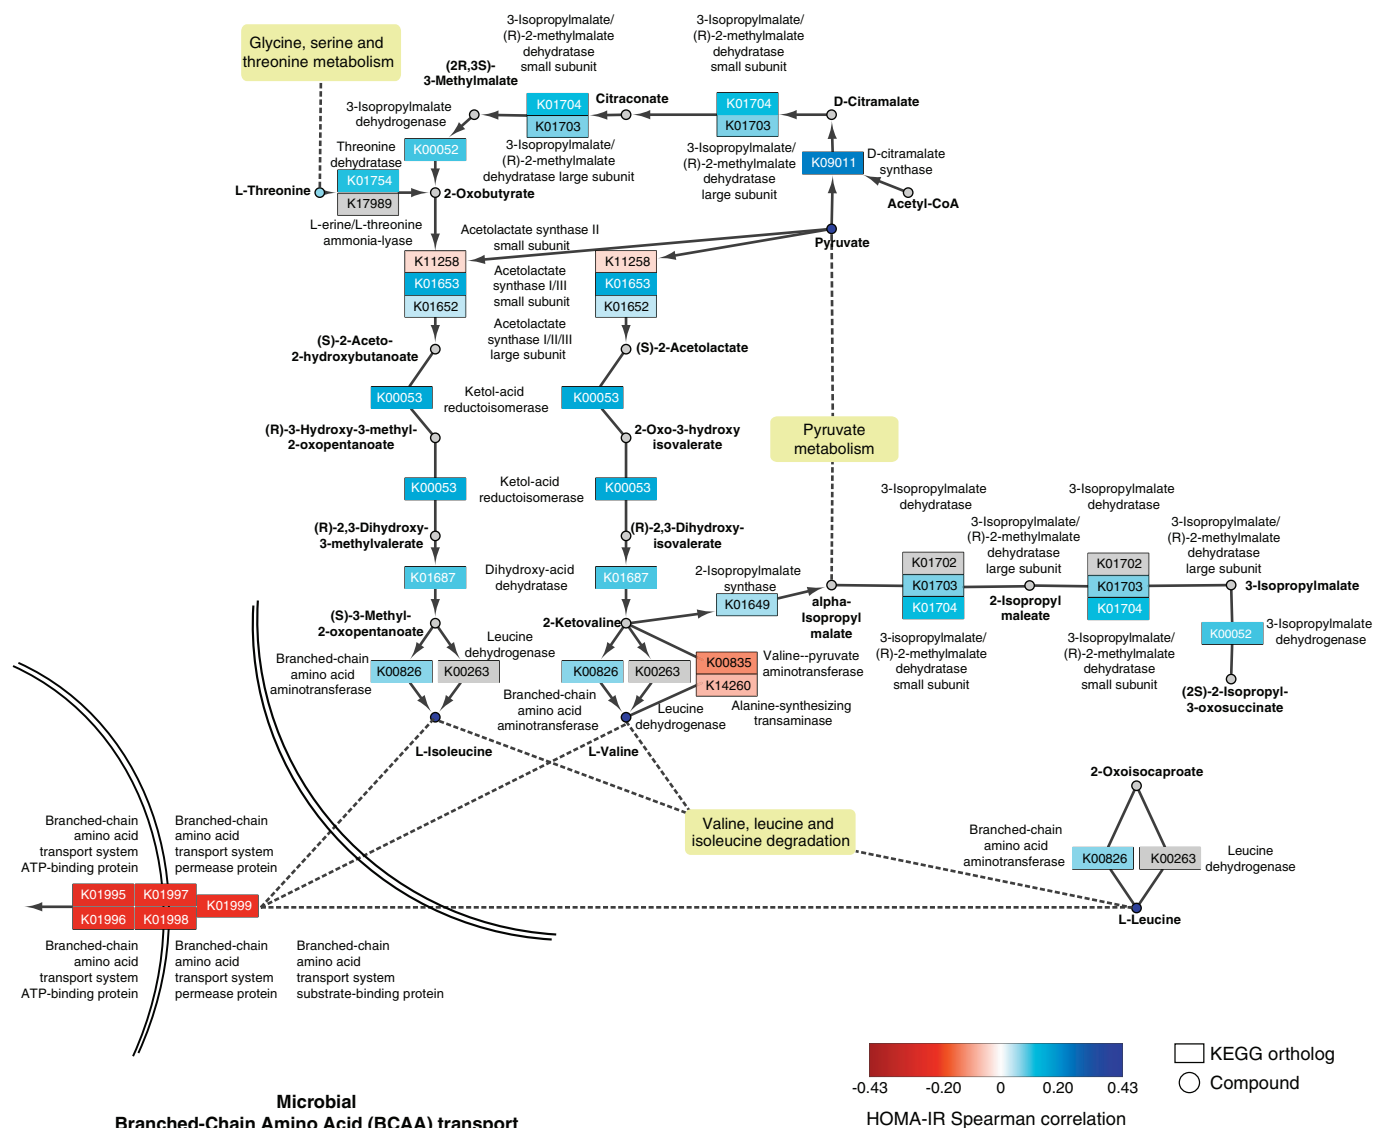 Glycine, serine and
threonine metabolism
3-Isopropylmalate/
(R)-2-methylmalate
dehydratase
small subunit
3-Isopropylmalate/
(R)-2-methylmalate
dehydratase
small subunit
(2R,3S)-
3-Methylmalate
K01704
K01703
Citraconate
K01704
K01703
D-Citramalate
3-Isopropylmalate
dehydrogenase
K00052
3-Isopropylmalate/
(R)-2-methylmalate
dehydratase large subunit
3-Isopropylmalate/
(R)-2-methylmalate
dehydratase
large subunit
K09011
D-citramalate
synthase
Acetyl-CoA
Threonine
dehydratase
L-Threonine
K01754
K17989
2-Oxobutyrate
L-erine/L-threonine
ammonia-lyase
Acetolactate synthase II
small subunit
Pyruvate
K11258
K01653
K01652
Acetolactate
synthase I/III
small subunit
Acetolactate
synthase I/II/III
large subunit
K11258
K01653
K01652
(S)-2-Aceto-
2-hydroxybutanoate
(S)-2-Acetolactate
K00053
Ketol-acid
reductoisomerase
K00053
(R)-3-Hydroxy-3-methyl-
2-oxopentanoate
2-Oxo-3-hydroxy
isovalerate
Pyruvate
metabolism
K00053
Ketol-acid
reductoisomerase
K00053
(R)-2,3-Dihydroxy-
3-methylvalerate
(R)-2,3-Dihydroxy-
isovalerate
K01687
Dihydroxy-acid
dehydratase
K01687
2-Isopropylmalate
synthase
K01649
alpha-
Isopropyl
malate
3-Isopropylmalate
dehydratase
K01702
K01703
K01704
3-isopropylmalate/
(R)-2-methylmalate
dehydratase
small subunit
3-Isopropylmalate/
(R)-2-methylmalate
dehydratase
large subunit
2-Isopropyl
maleate
3-Isopropylmalate
dehydratase
K01702
K01703
K01704
3-Isopropylmalate/
(R)-2-methylmalate
dehydratase
small subunit
3-Isopropylmalate/
(R)-2-methylmalate
dehydratase
large subunit
3-Isopropylmalate
K00052
3-Isopropylmalate
dehydrogenase
(2S)-2-Isopropyl-
3-oxosuccinate
(S)-3-Methyl-
2-oxopentanoate
2-Ketovaline
Branched-chain
amino acid
aminotransferase
K00826
K00263
Leucine
dehydrogenase
K00826
K00263
Branched-chain
amino acid
aminotransferase
Leucine
dehydrogenase
K00835
K14260
Valine--pyruvate
aminotransferase
Alanine-synthesizing
transaminase
L-Isoleucine
L-Valine
Valine, leucine and
isoleucine degradation
2-Oxoisocaproate
Branched-chain
amino acid
aminotransferase
K00826
K00263
Leucine
dehydrogenase
L-Leucine
Branched-chain
amino acid
transport system
ATP-binding protein
Branched-chain
amino acid
transport system
permease protein
K01995
K01997
K01999
K01996
K01998
Branched-chain
amino acid
transport system
ATP-binding protein
Branched-chain
amino acid
transport system
permease protein
Branched-chain
amino acid
transport system
substrate-binding protein
-0.43
-0.20
0
0.20
0.43
HOMA-IR Spearman correlation
KEGG ortholog
Compound
Microbial
Branched-Chain Amino Acid (BCAA) transport